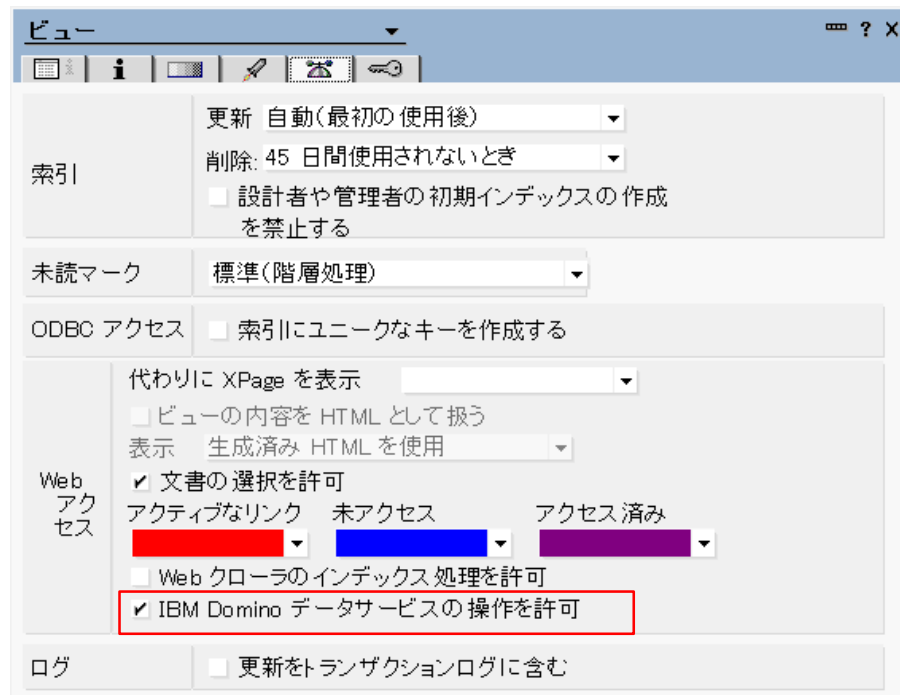 ビュー
? X
i
更新 自動(最初の使用後)
索引
削除: 45 日間使用されないとき
設計者や管理者の初期インデックスの作成
を禁止する
未読マーク 標準(階層処理)
ODBC アクセス 索引にユニークなキーを作成する
代わりに XPage を表示
ビューの内容を HTML として扱う
表示 生成済み HTML を使用
Web
アク
セス
文書の選択を許可
アクティブなリンク 未アクセス アクセス済み
Web クローラのインデックス処理を許可
IBM Domino データサービスの操作を許可
ログ 更新をトランザクションログに含む